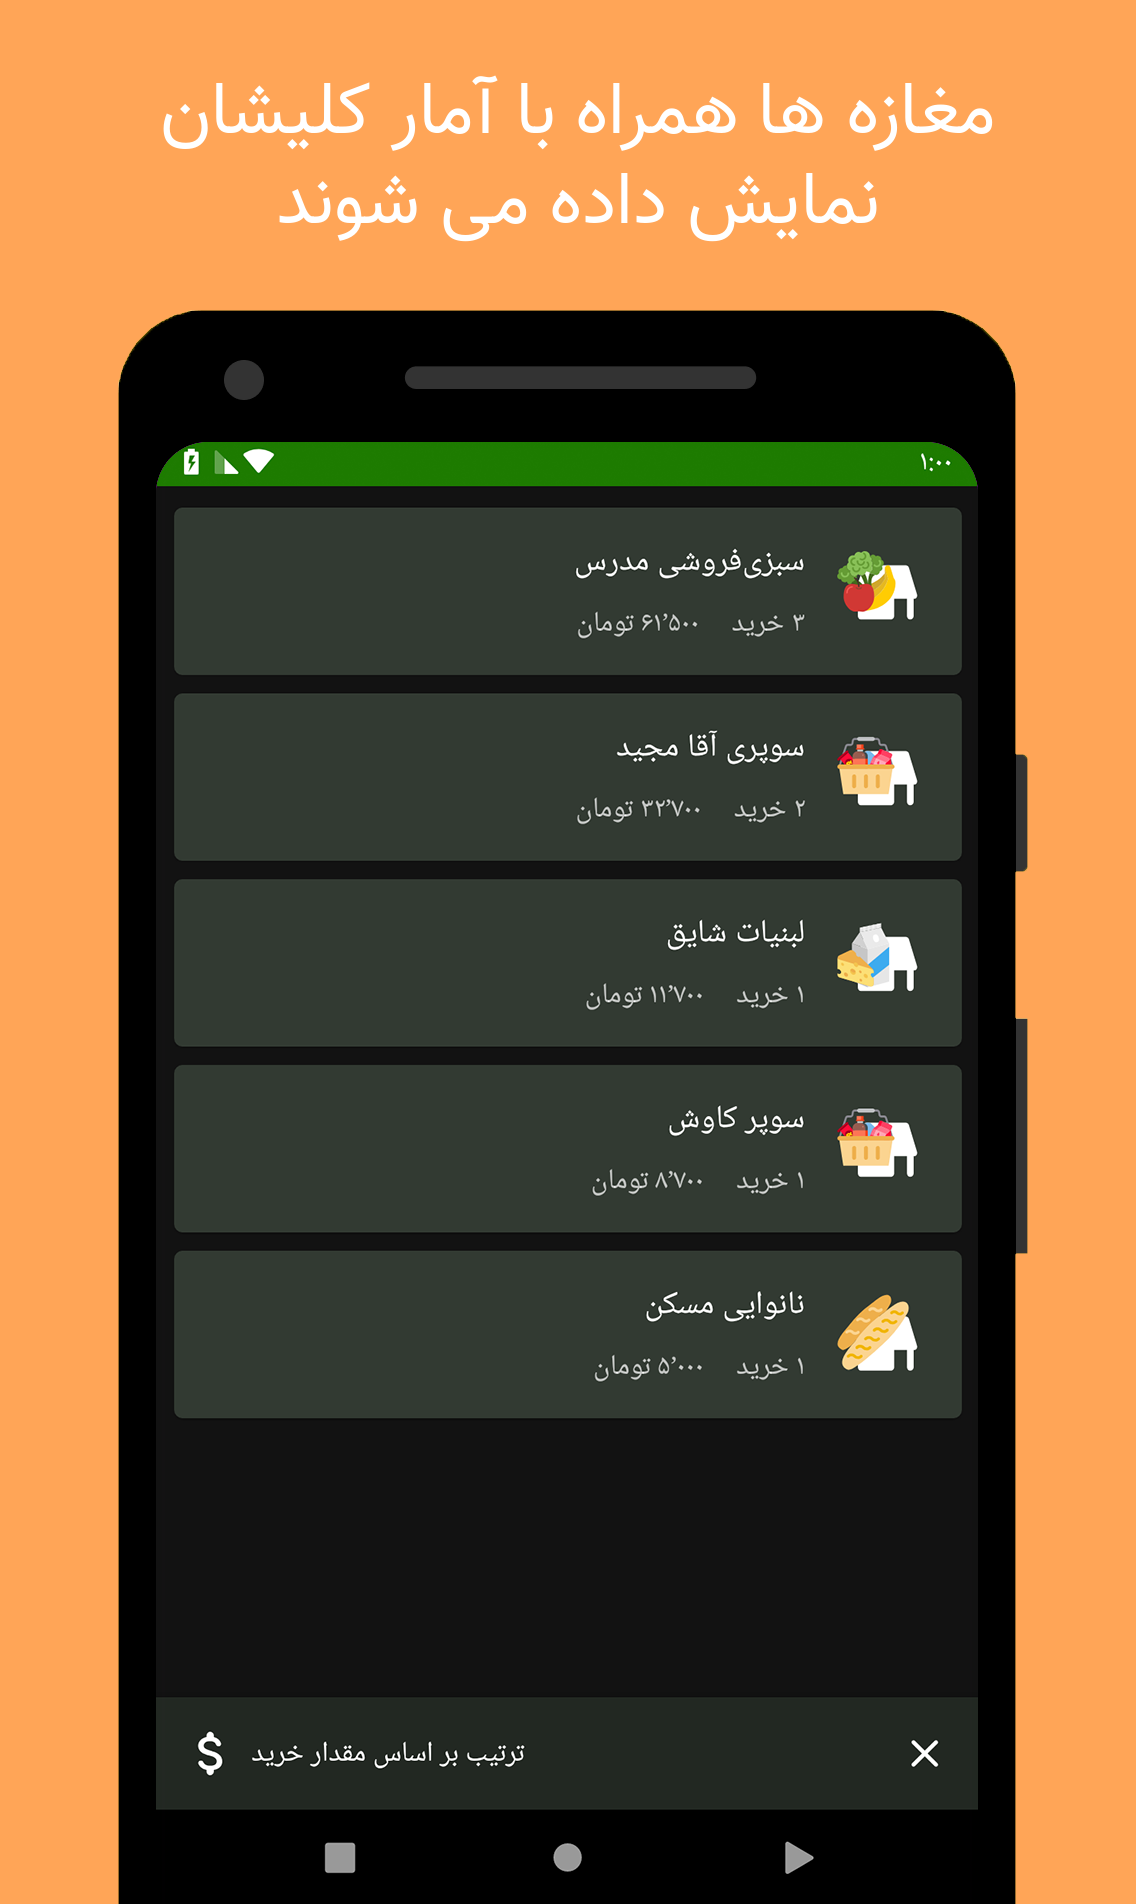 مغازه ها همراه با آمار کلیشان
نمایش داده می شوند
۱:۰۰
سبزی‌فروشی مدرس
۳ خرید ۶۱٬۵۰۰ تومان
سوپری آقا مجید
۲ خرید ۳۲٬۷۰۰ تومان
لبنیات شایق
۱ خرید ۱۱٬۷۰۰ تومان
سوپر کاوش
۱ خرید ۸٬۷۰۰ تومان
نانوایی مسکن
۱ خرید ۵٬۰۰۰ تومان
ترتیب بر اساس مقدار خرید $